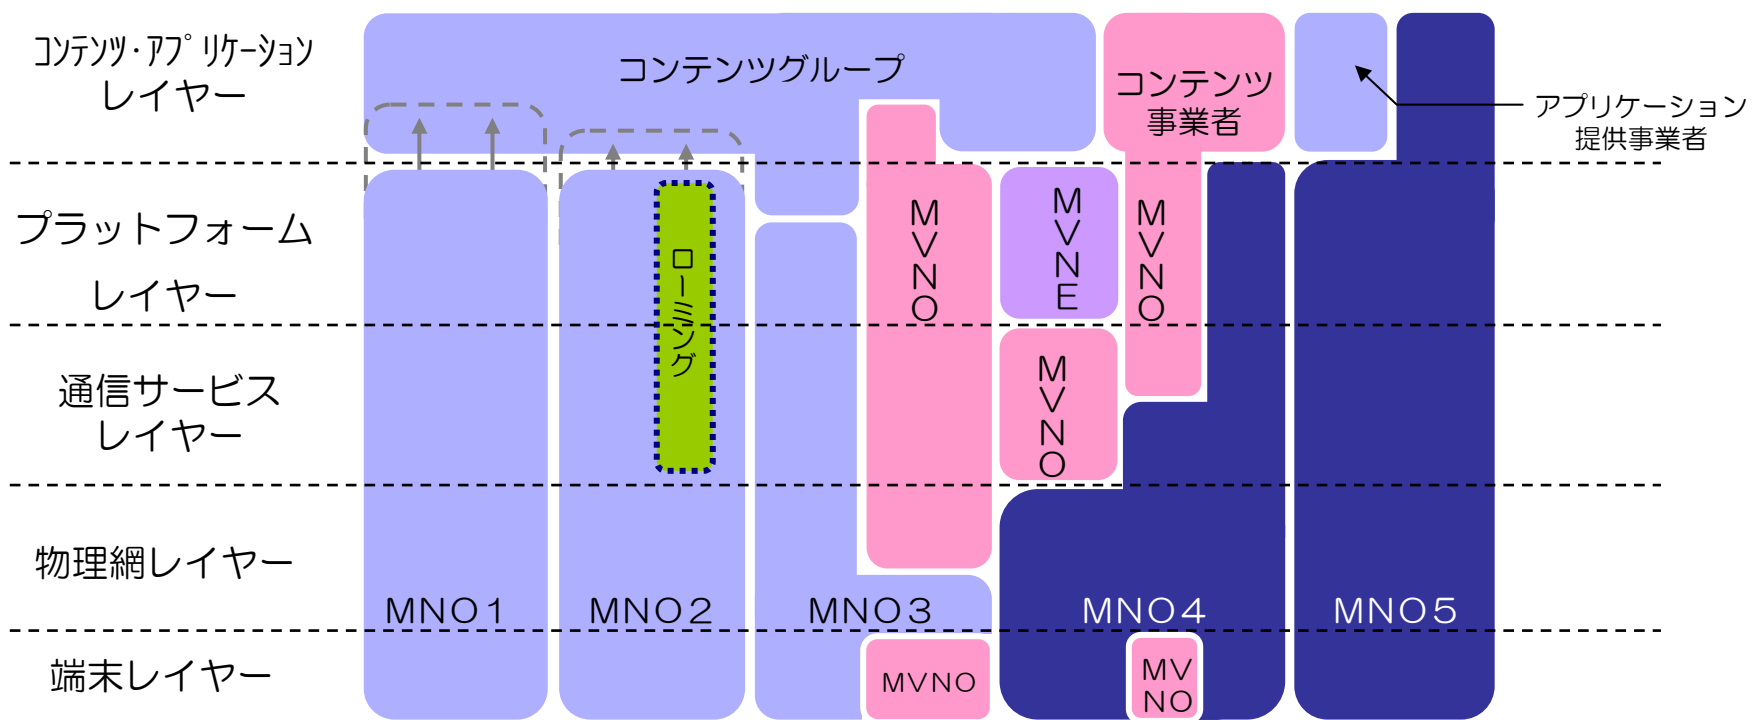 コンテンツ・アプリケーション
レイヤー
コンテンツグループ
コンテンツ
事業者
アプリケーション
提供事業者
プラットフォーム
レイヤー
MVNO
MVNE
MVNO
ローミング
通信サービス
レイヤー
MVNO
物理網レイヤー
MNO1
MNO2
MNO3
MNO4
MNO5
端末レイヤー
MVNO
MV
NO